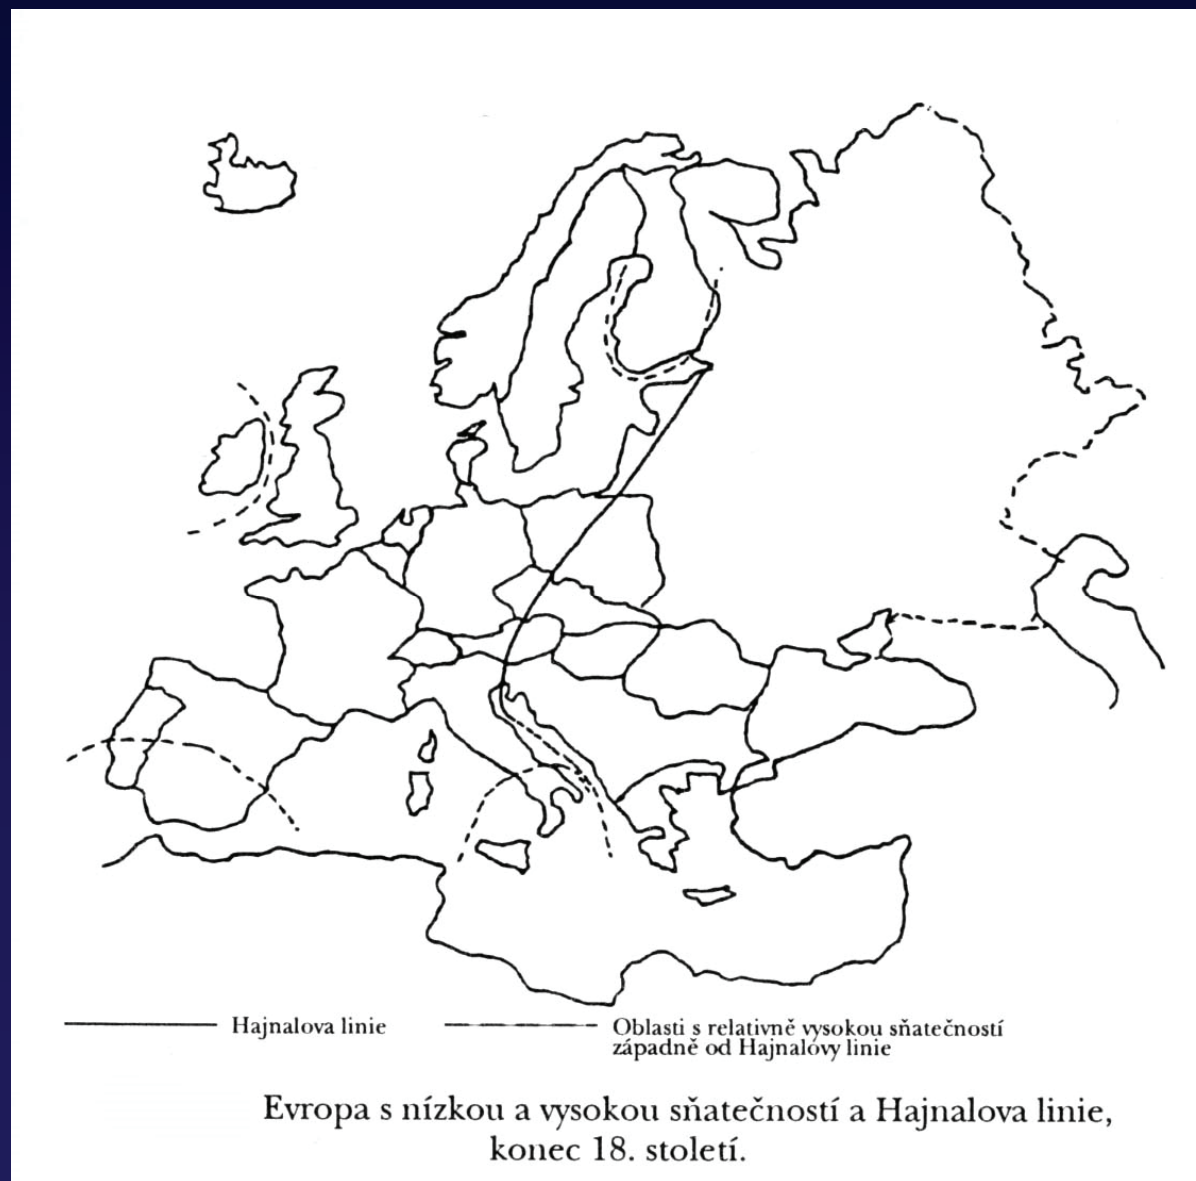 Hajnalova linie
Oblasti s relativně vysokou sňatečností
západně od Hajnalovy linie
Evropa s nízkou a vysokou sňatečností a Hajnalova linie,
konec 18. století.